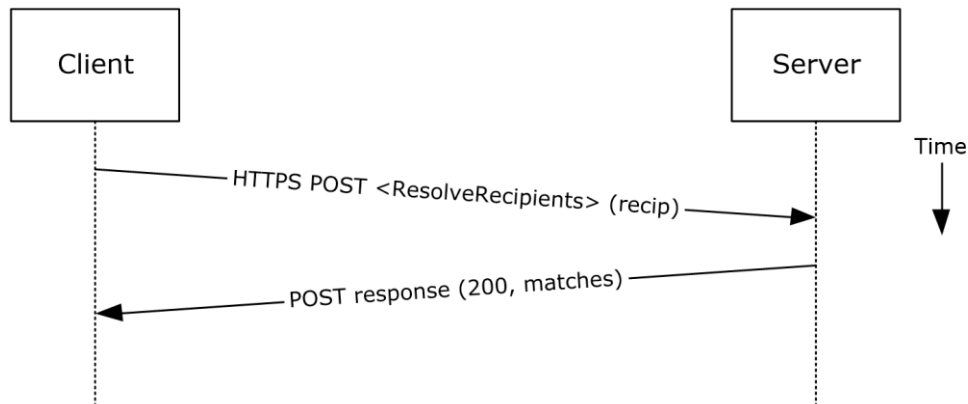 Client
Server
Time
HTTPS POST <ResolveRecipients> (recip)
POST response (200, matches)